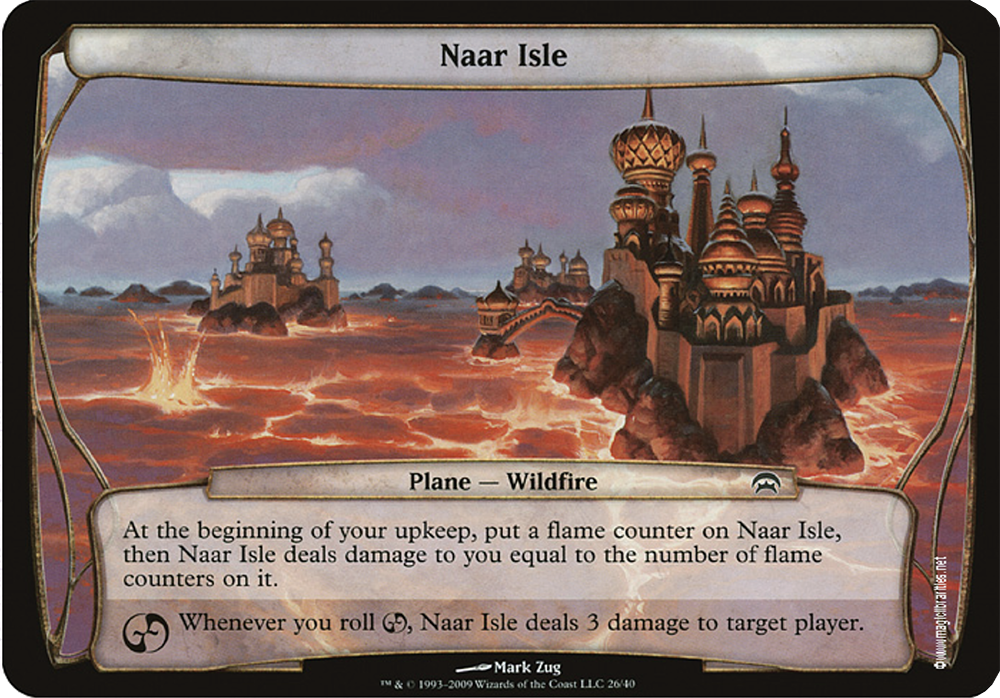 Naar Isle
Plane — Wildfire
At the beginning of your upkeep, put a flame counter on Naar Isle,
then Naar Isle deals damage to you equal to the number of flame
counters on it.
Whenever you roll , Naar Isle deals 3 damage to target player.
Mark Zug
™ & © 1993–2009 Wizards of the Coast LLC 26/40
©www.magiclibrarities.net